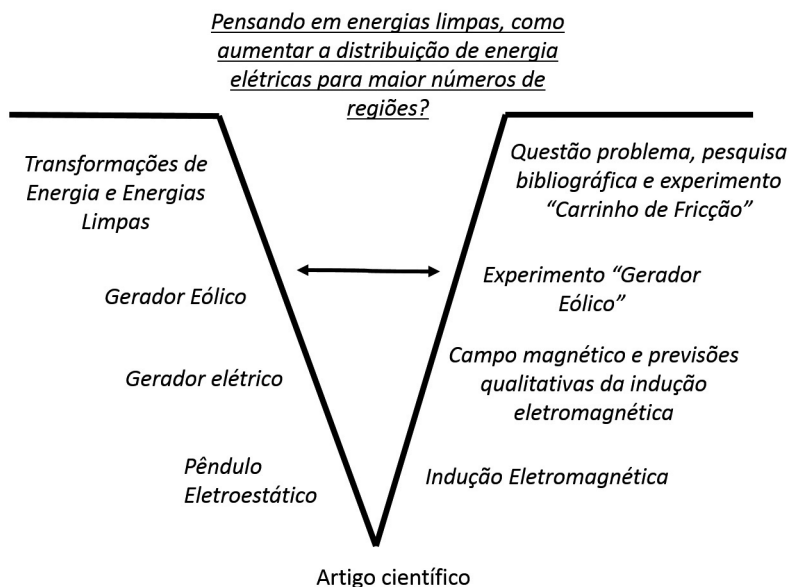 Pensando em energias limpas, como
aumentar a distribuição de energia
elétricas para maior números de
regiões?
Transformações de
Energia e Energias
Limpas
Gerador Eólico
Gerador elétrico
Pêndulo
Eletroestático
Questão problema, pesquisa
bibliográfica e experimento
“Carrinho de Fricção”
Experimento “Gerador
Eólico”
Campo magnético e previsões
qualitativas da indução
eletromagnética
Indução Eletromagnética
Artigo científico